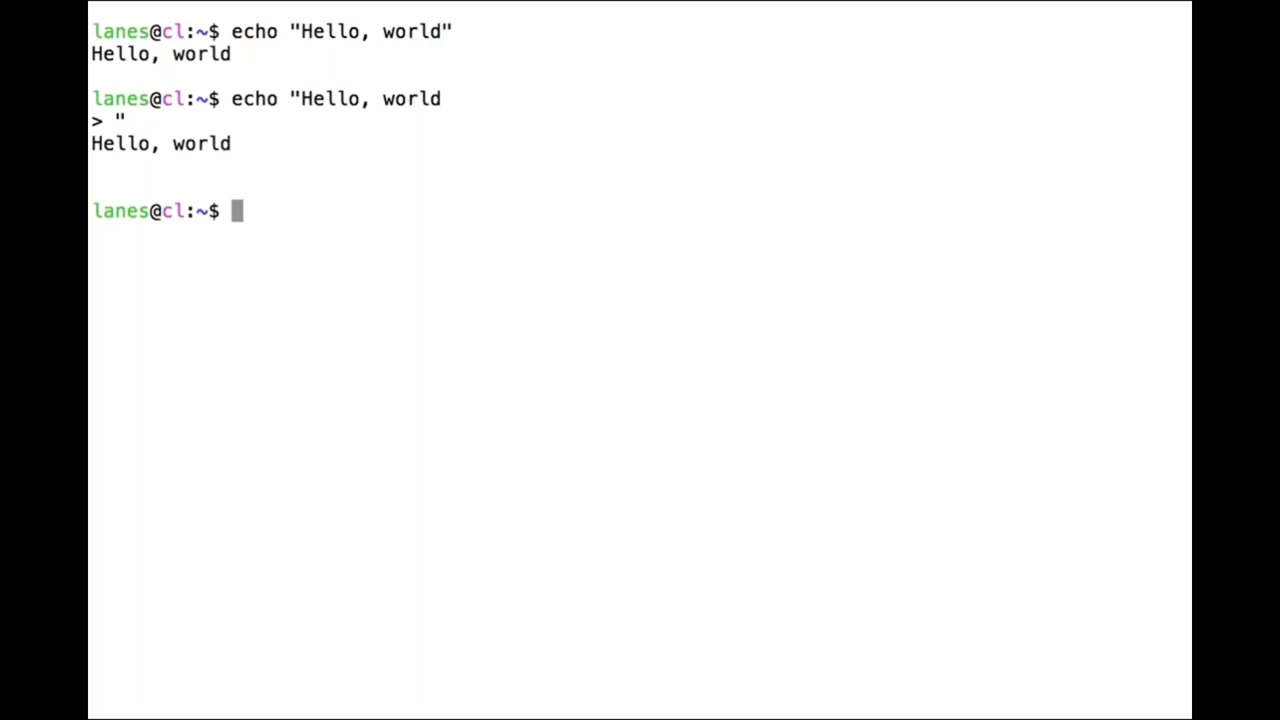 lanes@cl:~$ echo "Hello, world"
Hello, world
lanes@cl:~$ echo "Hello, world
> "
Hello, world
lanes@cl:~$